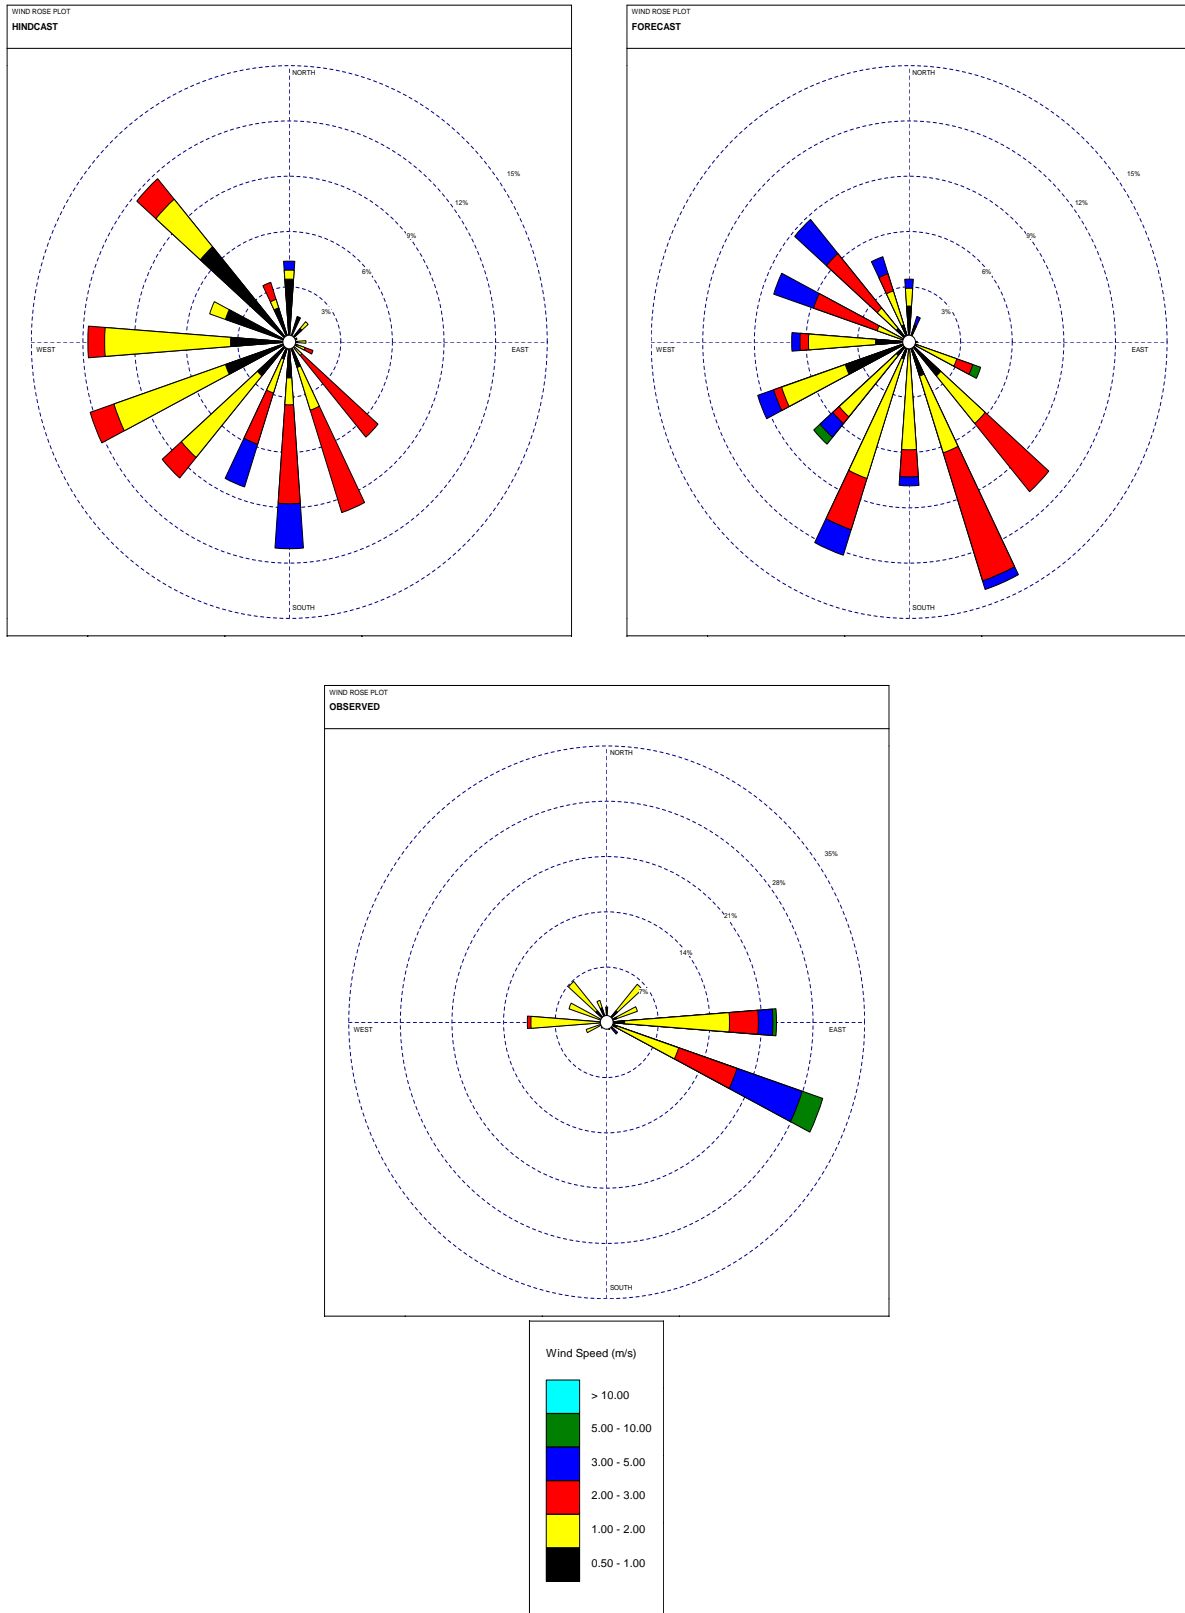 WIND ROSE PLOT
HINDCAST
NORTH
15%
12%
9%
6%
3%
WEST
EAST
SOUTH
WIND ROSE PLOT
FORECAST
NORTH
15%
12%
9%
6%
3%
WEST
EAST
SOUTH
WIND ROSE PLOT
OBSERVED
NORTH
35%
28%
21%
14%
7%
WEST
EAST
SOUTH
Wind Speed (m/s)
> 10.00
5.00 - 10.00
3.00 - 5.00
2.00 - 3.00
1.00 - 2.00
0.50 - 1.00